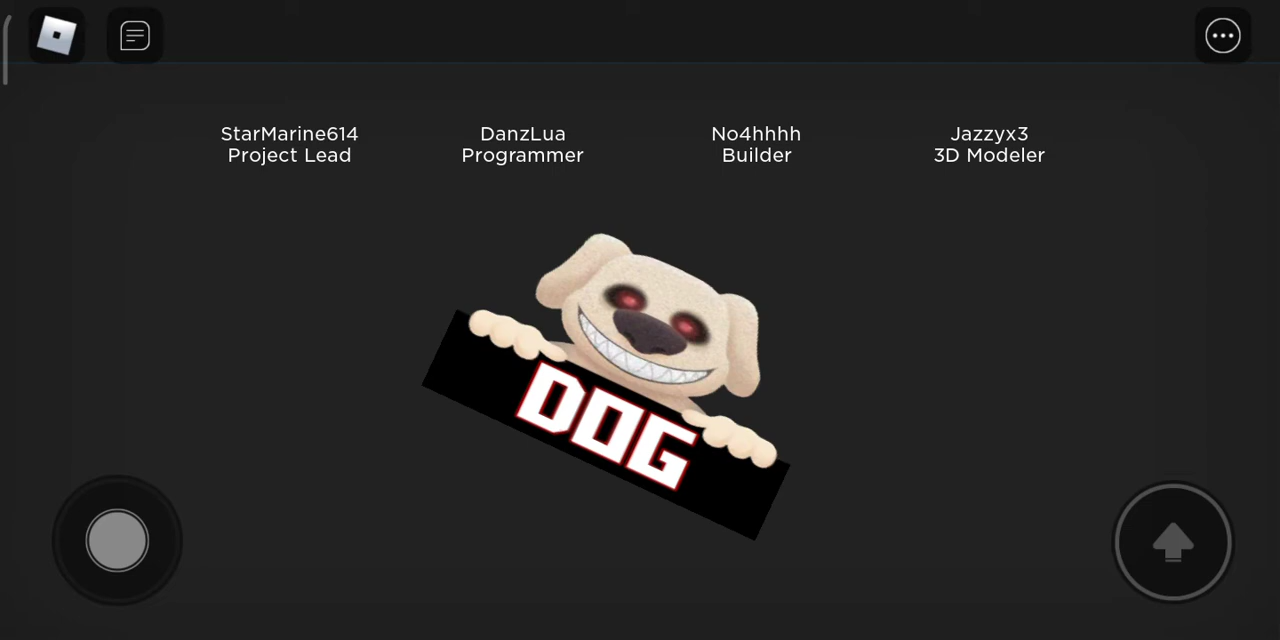 StarMarine614
Project Lead
DanzLua
Programmer
No4hhhh
Builder
Jazzyx3
3D Modeler
DOG